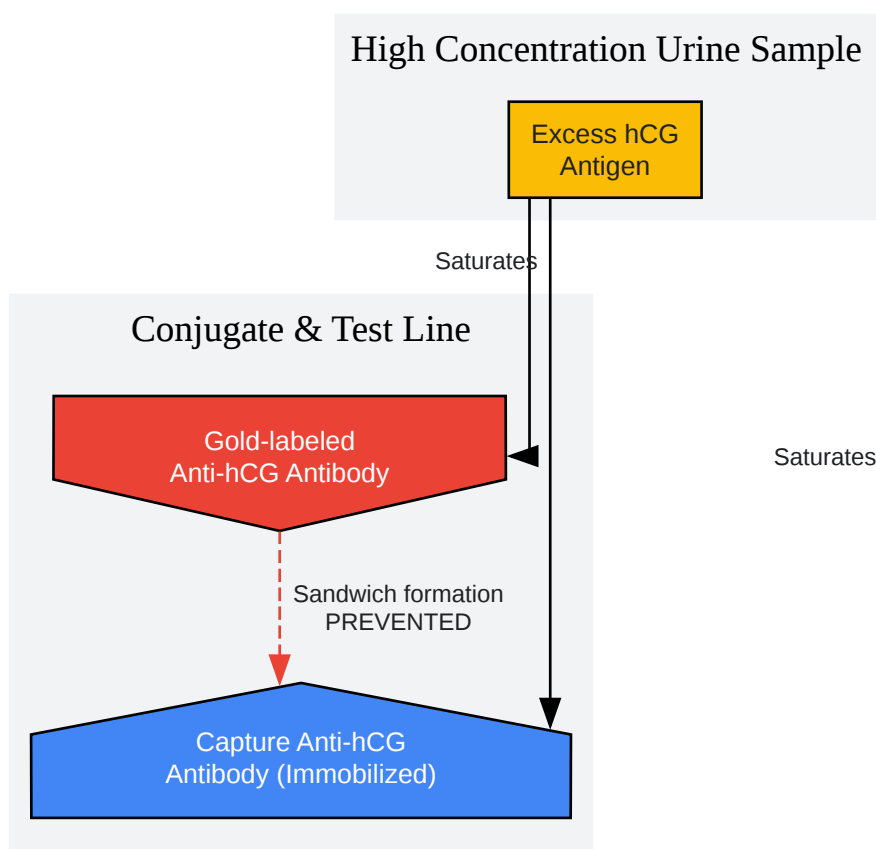 High Concentration Urine Sample
Excess hCG
Antigen
Saturates
Conjugate & Test Line
Gold-labeled
Anti-hCG Antibody
Saturates
Sandwich formation
PREVENTED
Capture Anti-hCG
Antibody (Immobilized)